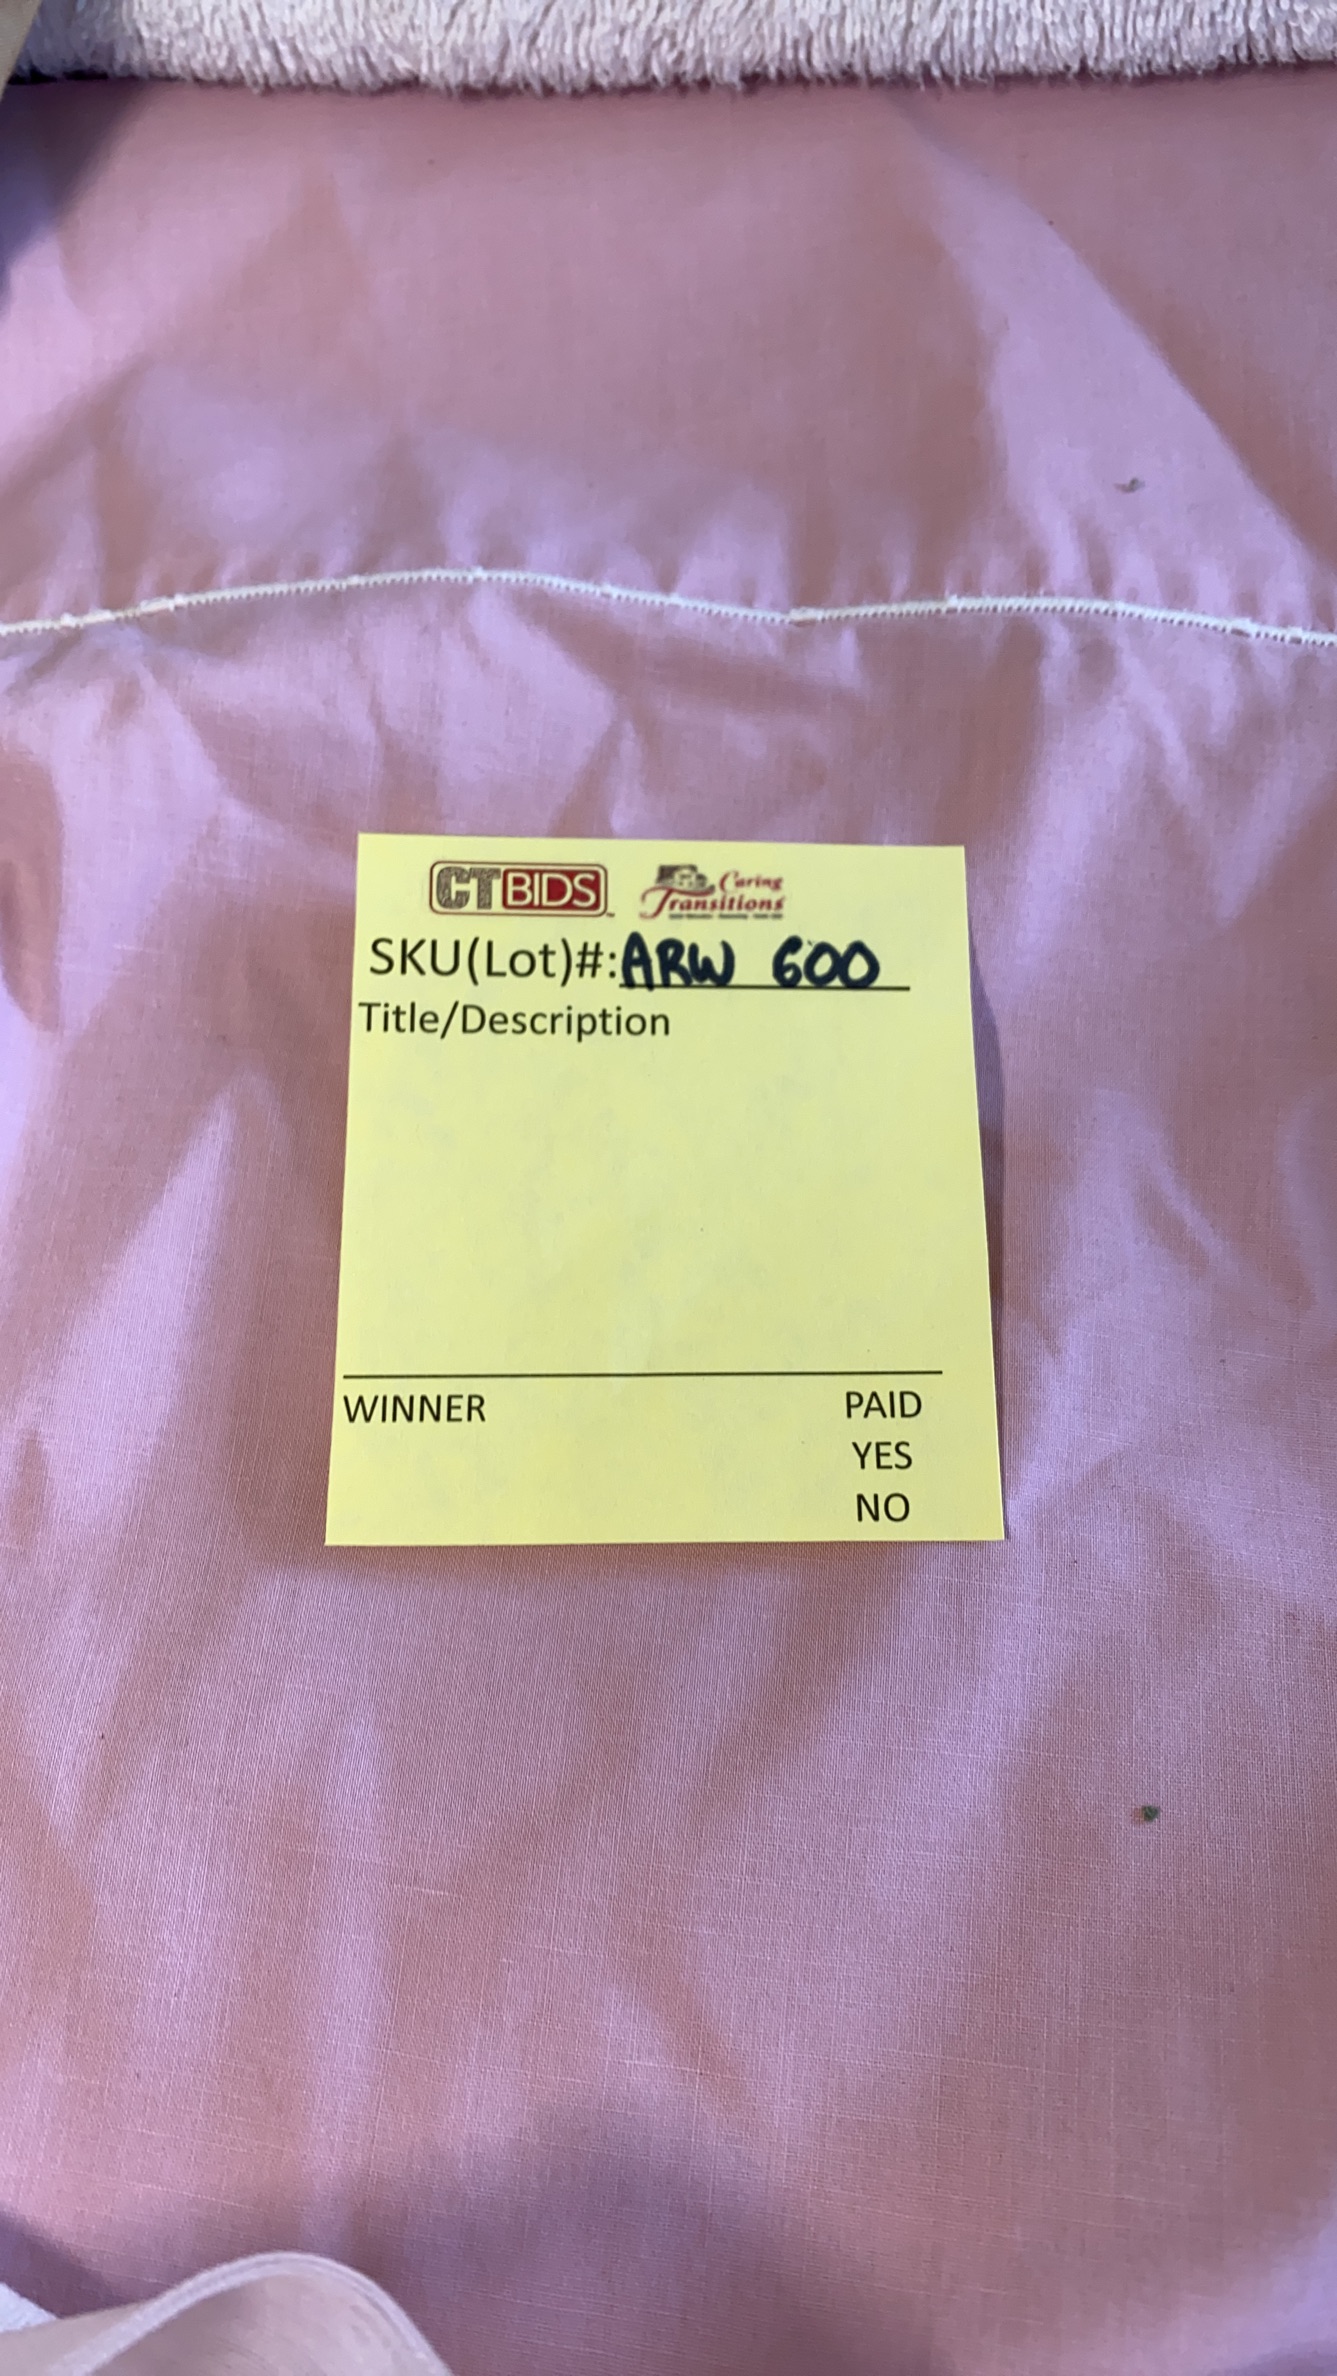 CTBIDS Caring Transitions
SKU(Lot)#: ARW 600
Title/Description
WINNER PAID
YES
NO